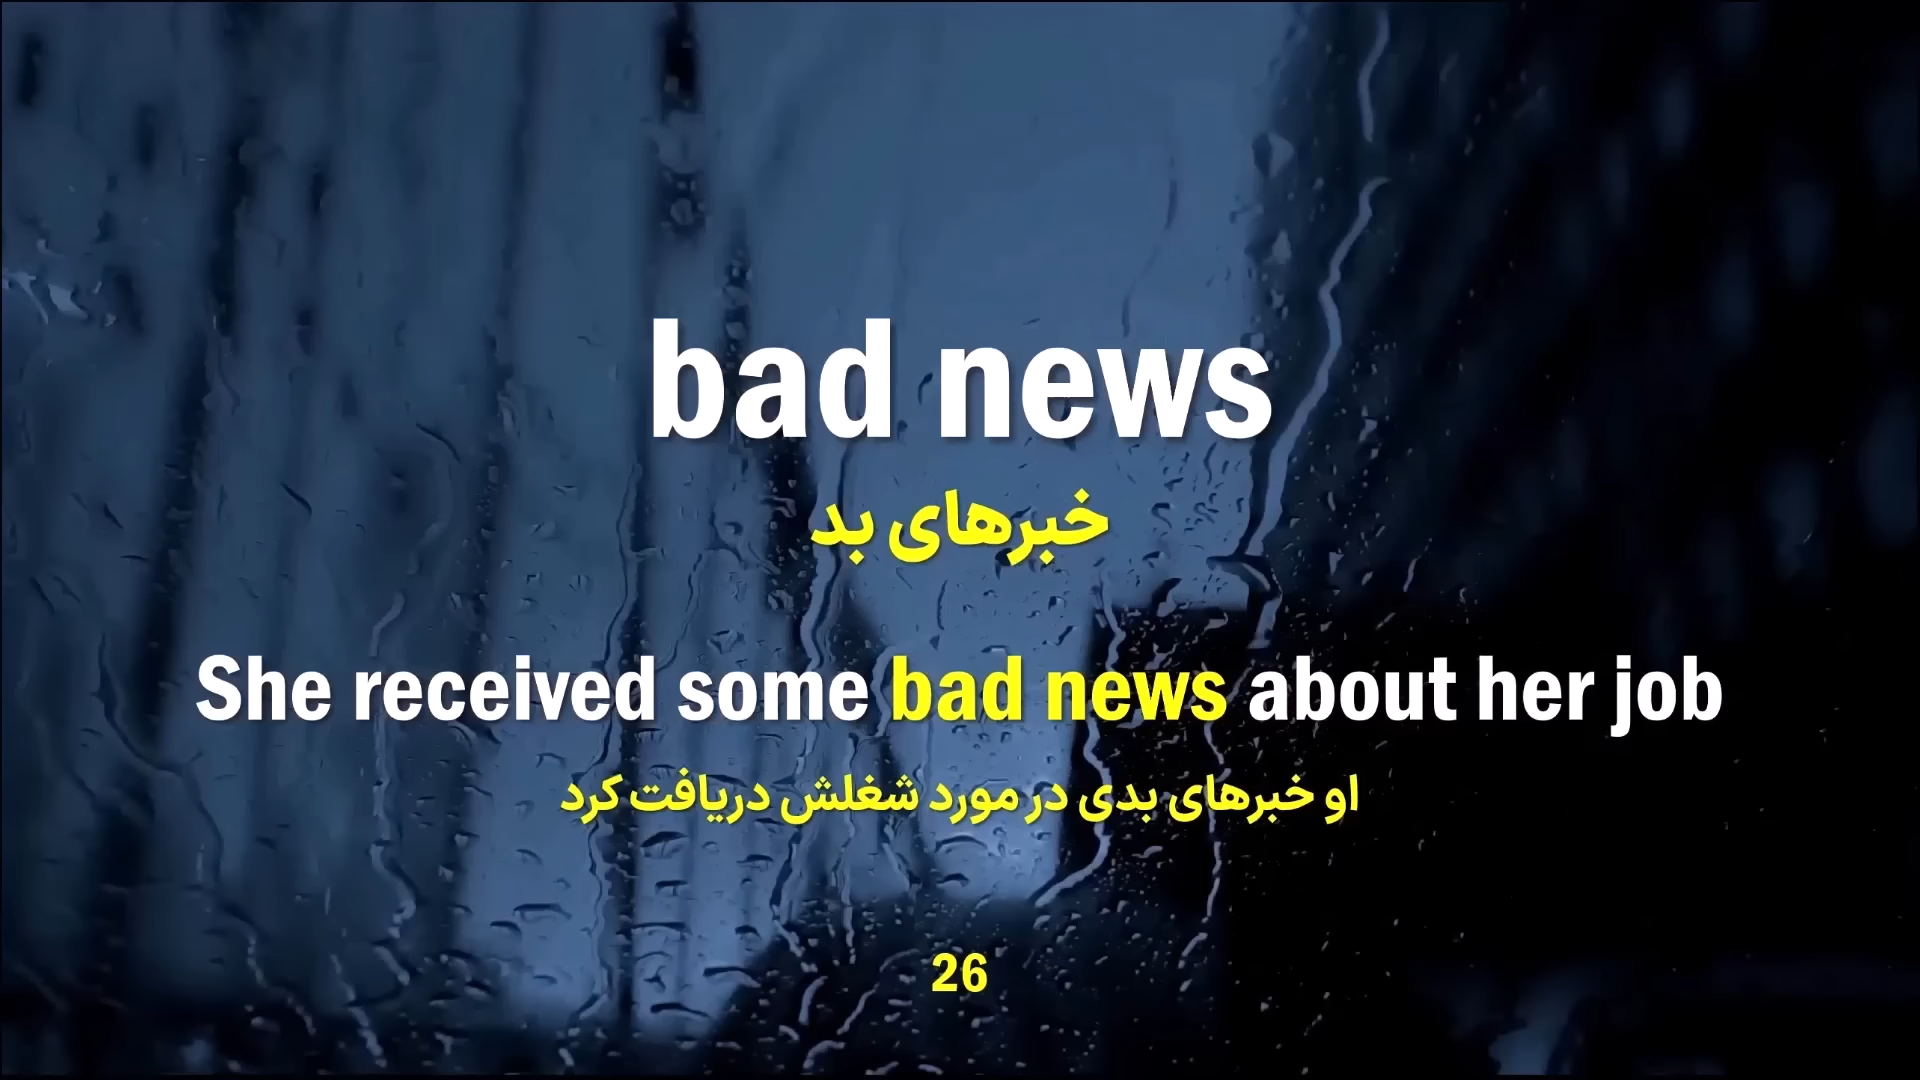 bad news
خبرهای بد
She received some bad news about her job
او خبرهای بدی در مورد شغلش دریافت کرد
26